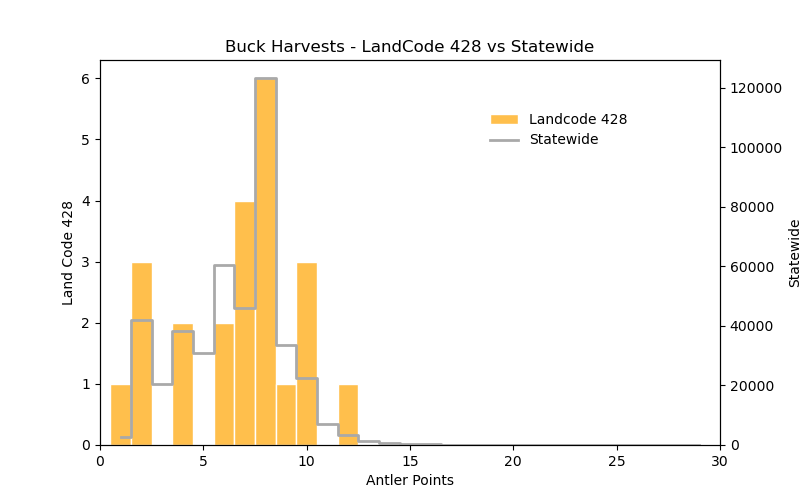 Buck Harvests - LandCode 428 vs Statewide
6
5
4
3
2
1
0
Land Code 428
Landcode 428
Statewide
120000
100000
80000
60000
40000
20000
0
Statewide
0 5 10 15 20 25 30
Antler Points